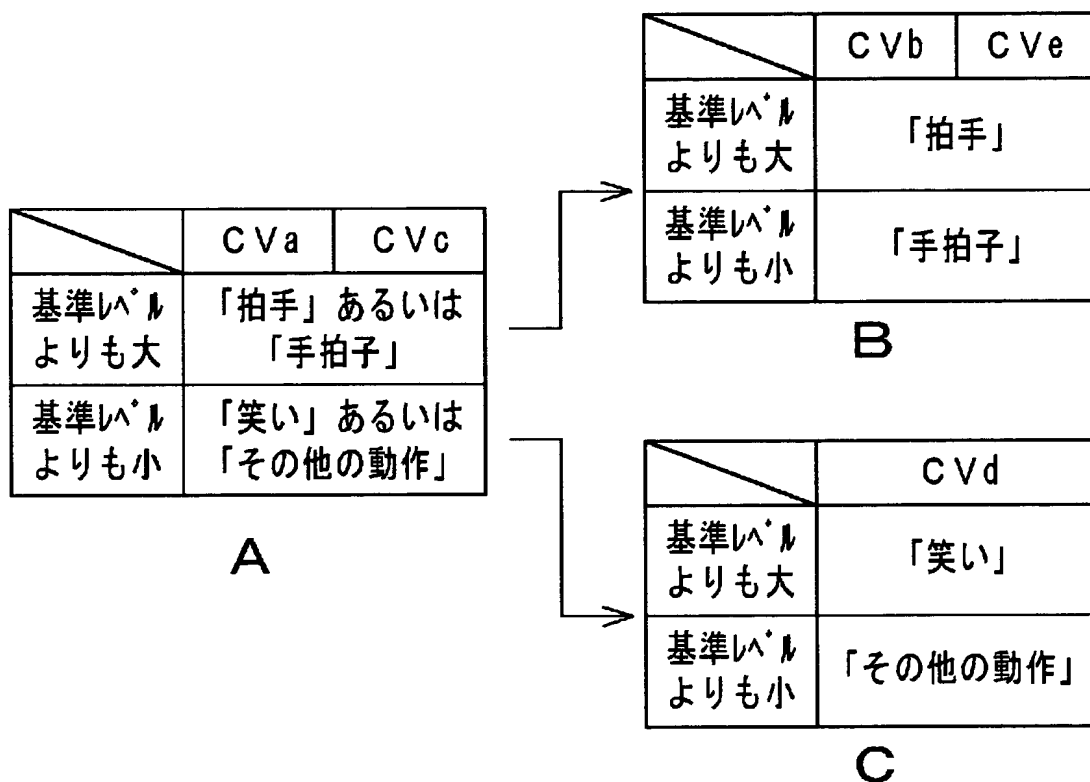 CVa CVc
基準レベル
よりも大
「拍手」あるいは
「手拍子」
基準レベル
よりも小
「笑い」あるいは
「その他の動作」
A
CVb CVe
基準レベル
よりも大
「拍手」
基準レベル
よりも小
「手拍子」
B
CVd
基準レベル
よりも大
「笑い」
基準レベル
よりも小
「その他の動作」
C